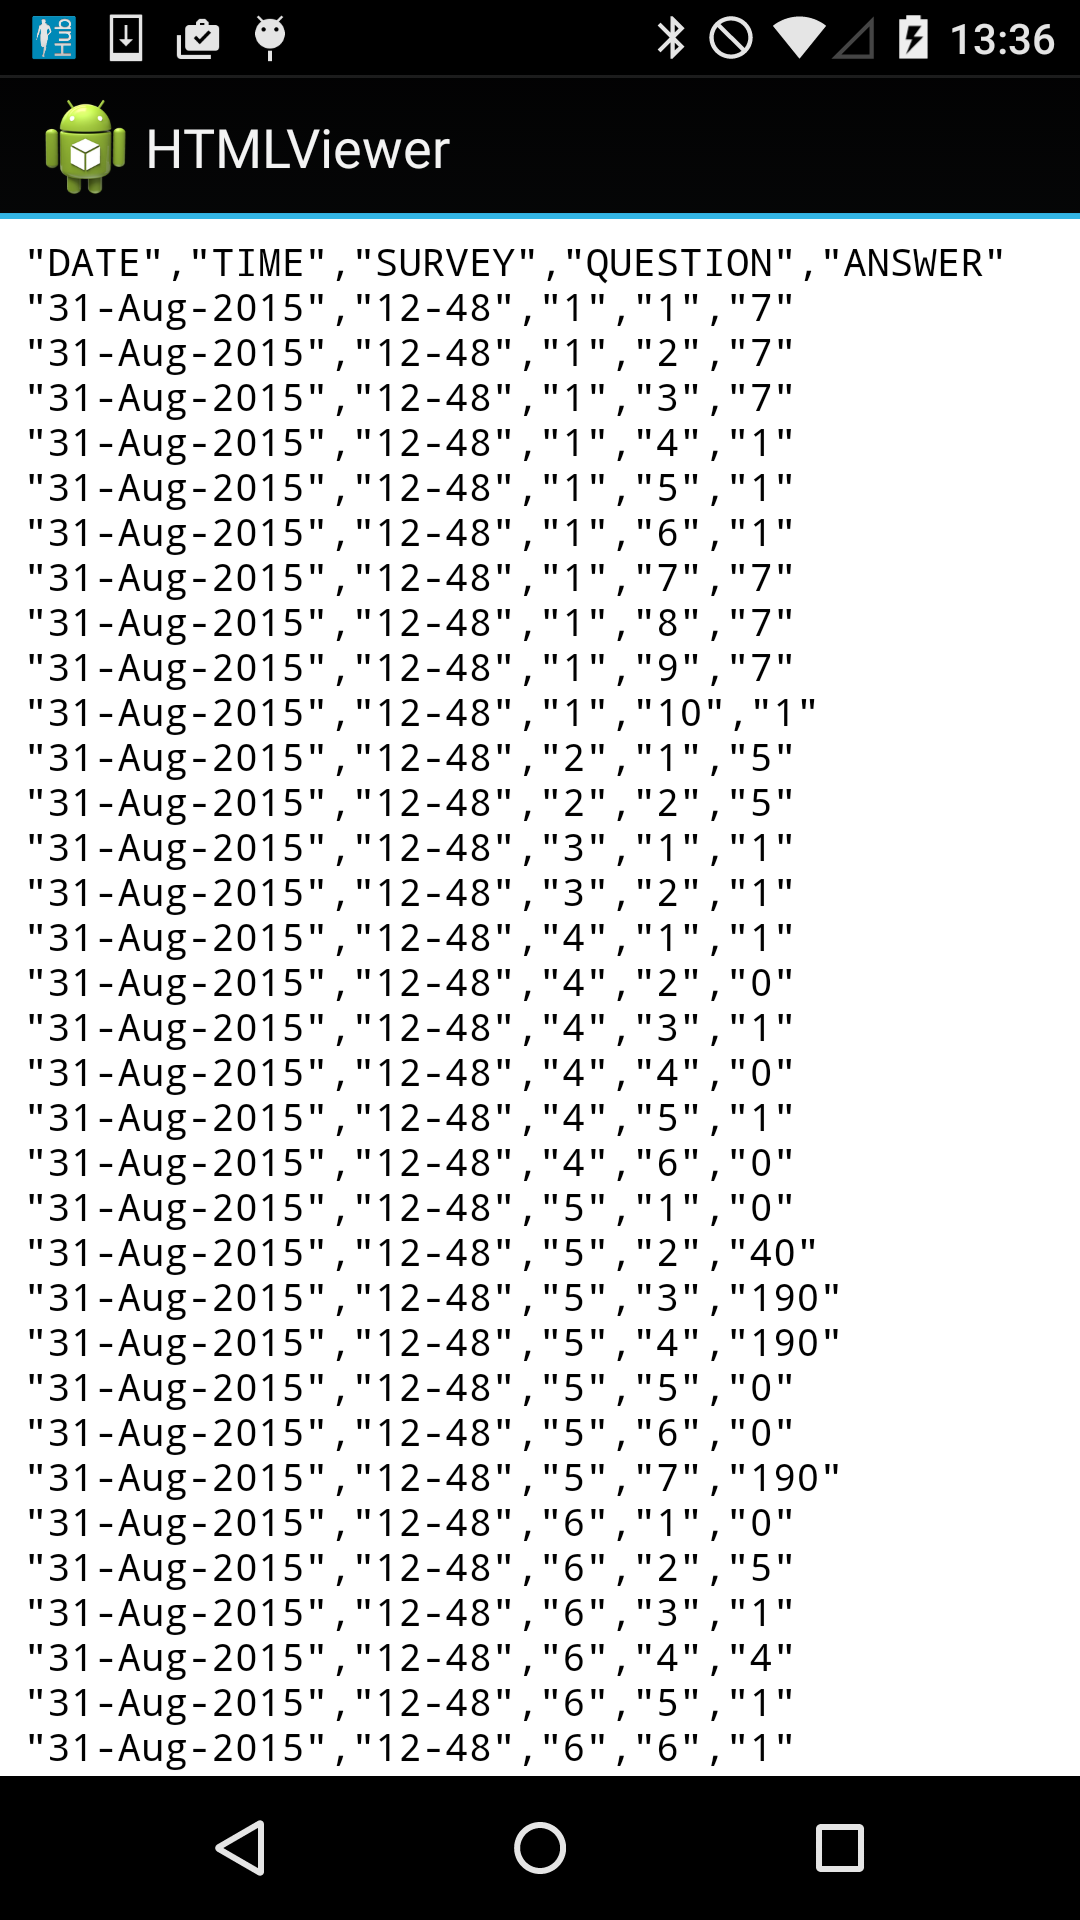 Hub
13:36
HTMLViewer
"DATE","TIME","SURVEY","QUESTION","ANSWER"
"31-Aug-2015","12-48","1","1","7"
"31-Aug-2015","12-48","1","2","7"
"31-Aug-2015","12-48","1","3","7"
"31-Aug-2015","12-48","1","4","1"
"31-Aug-2015","12-48","1","5","1"
"31-Aug-2015","12-48","1","6","1"
"31-Aug-2015","12-48","1","7","7"
"31-Aug-2015","12-48","1","8","7"
"31-Aug-2015","12-48","1","9","7"
"31-Aug-2015","12-48","1","10","1"
"31-Aug-2015","12-48","2","1","5"
"31-Aug-2015","12-48","2","2","5"
"31-Aug-2015","12-48","3","1","1"
"31-Aug-2015","12-48","3","2","1"
"31-Aug-2015","12-48","4","1","1"
"31-Aug-2015","12-48","4","2","0"
"31-Aug-2015","12-48","4","3","1"
"31-Aug-2015","12-48","4","4","0"
"31-Aug-2015","12-48","4","5","1"
"31-Aug-2015","12-48","4","6","0"
"31-Aug-2015","12-48","5","1","0"
"31-Aug-2015","12-48","5","2","40"
"31-Aug-2015","12-48","5","3","190"
"31-Aug-2015","12-48","5","4","190"
"31-Aug-2015","12-48","5","5","0"
"31-Aug-2015","12-48","5","6","0"
"31-Aug-2015","12-48","5","7","190"
"31-Aug-2015","12-48","6","1","0"
"31-Aug-2015","12-48","6","2","5"
"31-Aug-2015","12-48","6","3","1"
"31-Aug-2015","12-48","6","4","4"
"31-Aug-2015","12-48","6","5","1"
"31-Aug-2015","12-48","6","6","1"